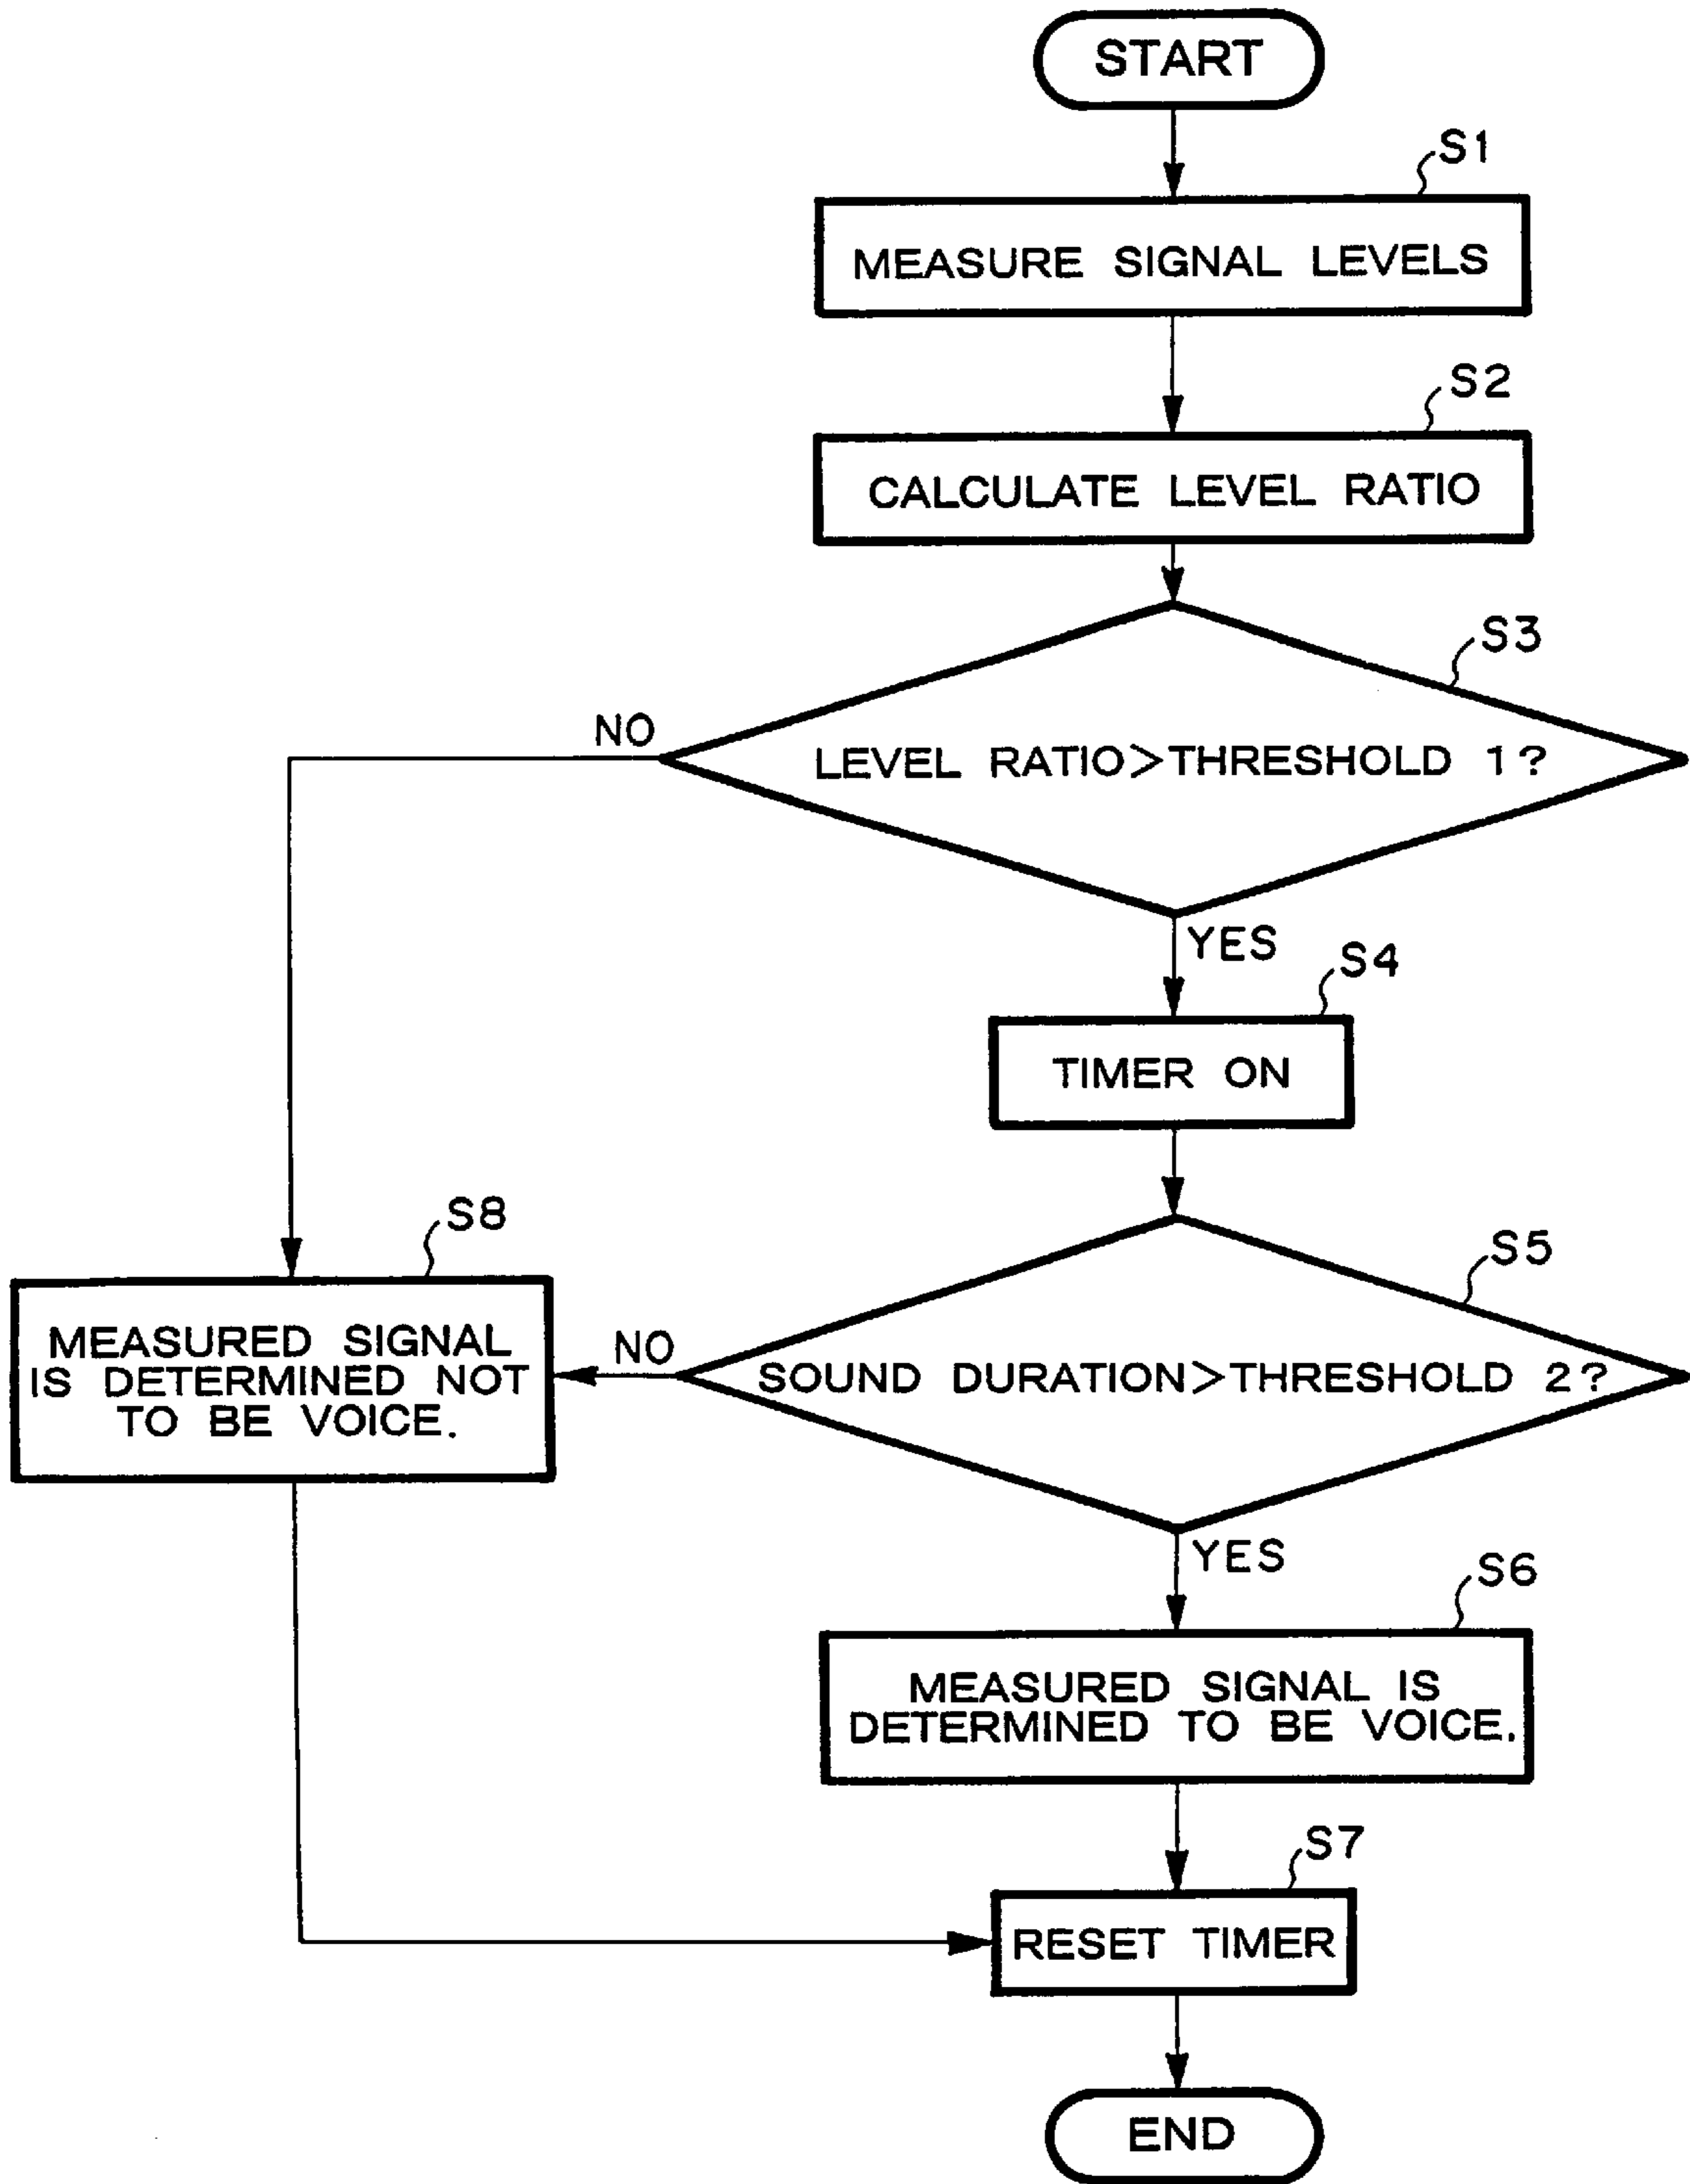 START
S1
MEASURE SIGNAL LEVELS
S2
CALCULATE LEVEL RATIO
S3
NO
LEVEL RATIO>THRESHOLD 1?
YES
S4
TIMER ON
S8
S5
MEASURED SIGNAL
IS DETERMINED NOT
TO BE VOICE.
NO
SOUND DURATION>THRESHOLD 2?
YES
S6
MEASURED SIGNAL IS
DETERMINED TO BE VOICE.
S7
RESET TIMER
END